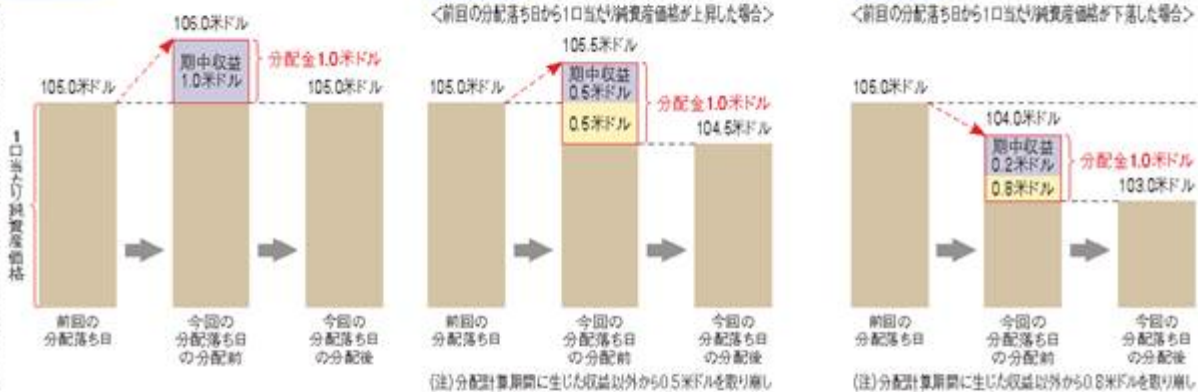 106.0米ドル
期中収益
1.0米ドル
分配金1.0米ドル
105.0米ドル
105.0米ドル
1口当たり純資産価格
前回の
分配落ち日
今回の
分配落ち日
の分配前
今回の
分配落ち日
の分配後
<前回の分配落ち日から1口当たり純資産価格が上昇した場合>
105.5米ドル
105.0米ドル
期中収益
0.5米ドル
0.5米ドル
分配金1.0米ドル
104.5米ドル
前回の
分配落ち日
今回の
分配落ち日
の分配前
今回の
分配落ち日
の分配後
(注)分配計算期間に生じた収益以外から0.5米ドルを取り崩し
<前回の分配落ち日から1口当たり純資産価格が下落した場合>
105.0米ドル
104.0米ドル
期中収益
0.2米ドル
0.8米ドル
分配金1.0米ドル
103.0米ドル
前回の
分配落ち日
今回の
分配落ち日
の分配前
今回の
分配落ち日
の分配後
(注)分配計算期間に生じた収益以外から0.8米ドルを取り崩し